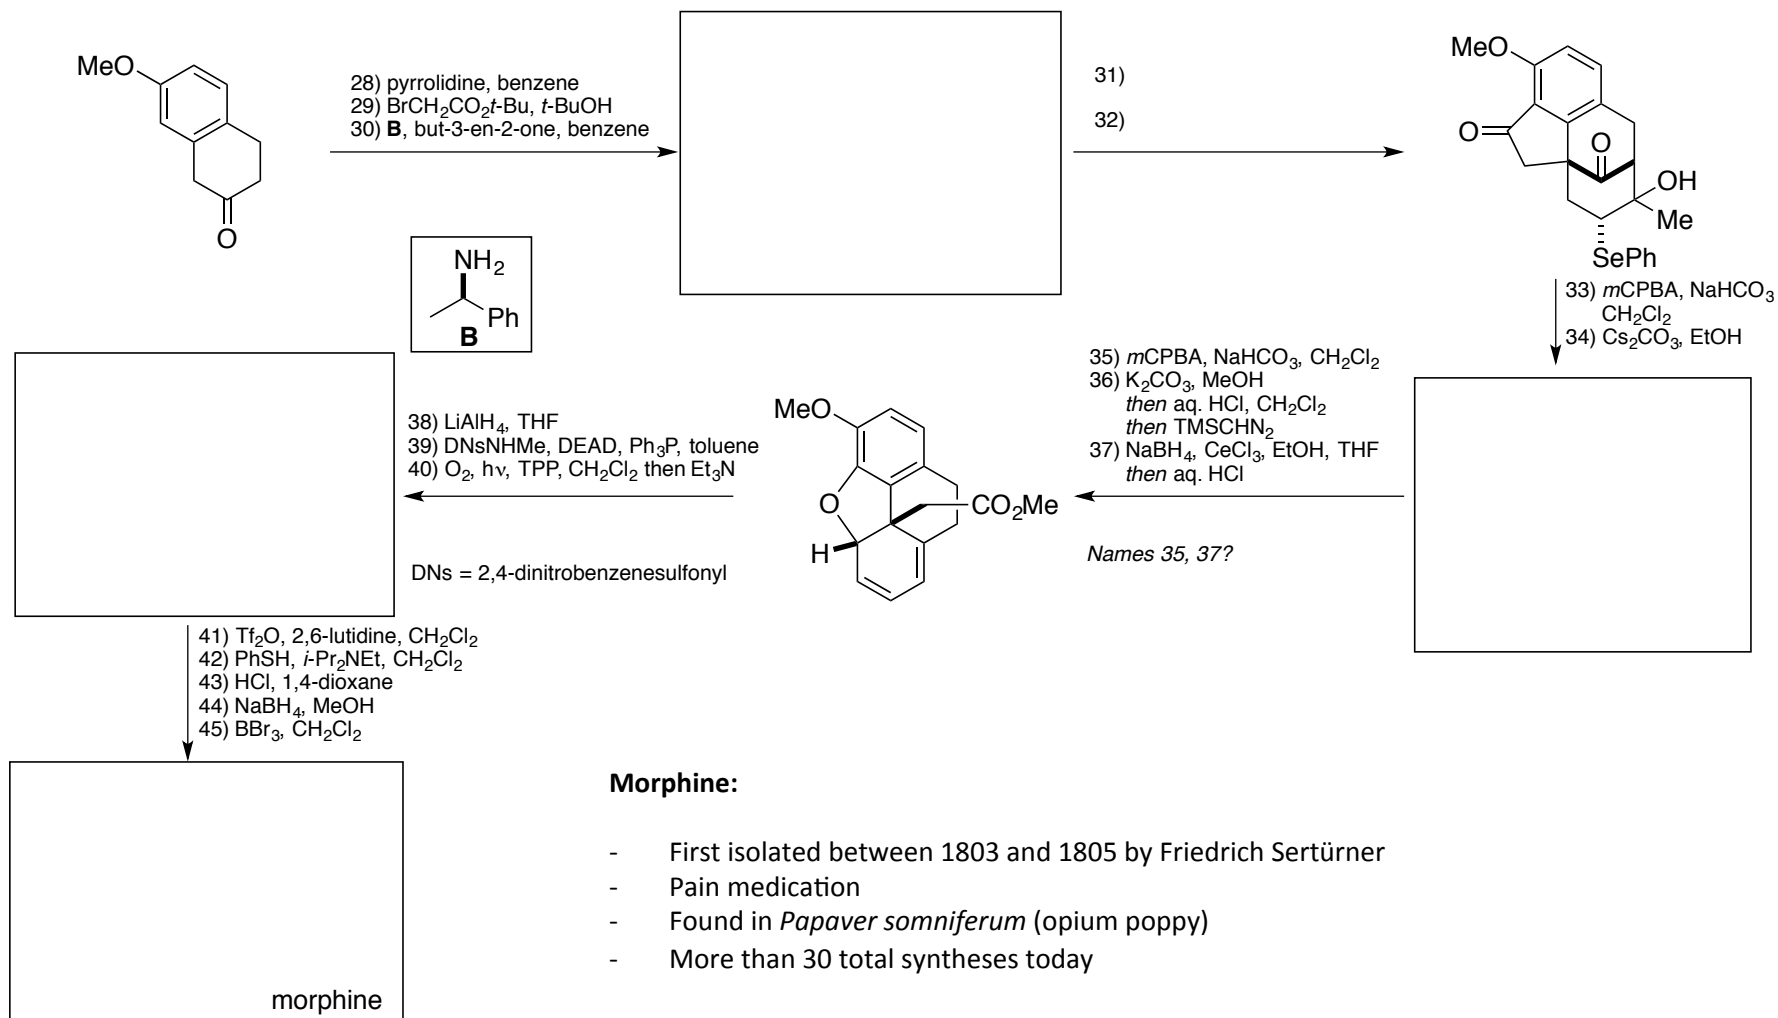 MeO
O
28) pyrrolidine, benzene
29) BrCH₂CO₂t-Bu, t-BuOH
30) B, but-3-en-2-one, benzene
NH₂
Ph
B
31)
32)
MeO
O
O
OH
Me
SePh
33) mCPBA, NaHCO₃
CH₂Cl₂
34) Cs₂CO₃, EtOH
35) mCPBA, NaHCO₃, CH₂Cl₂
36) K₂CO₃, MeOH
then aq. HCl, CH₂Cl₂
then TMSCHN₂
37) NaBH₄, CeCl₃, EtOH, THF
then aq. HCl
Names 35, 37?
MeO
O
CO₂Me
H
38) LiAlH₄, THF
39) DNsNHMe, DEAD, Ph₃P, toluene
40) O₂, hν, TPP, CH₂Cl₂ then Et₃N
DNs = 2,4-dinitrobenzenesulfonyl
41) Tf₂O, 2,6-lutidine, CH₂Cl₂
42) PhSH, i-Pr₂NEt, CH₂Cl₂
43) HCl, 1,4-dioxane
44) NaBH₄, MeOH
45) BBr₃, CH₂Cl₂
morphine
Morphine:
- First isolated between 1803 and 1805 by Friedrich Sertürner
- Pain medication
- Found in Papaver somniferum (opium poppy)
- More than 30 total syntheses today